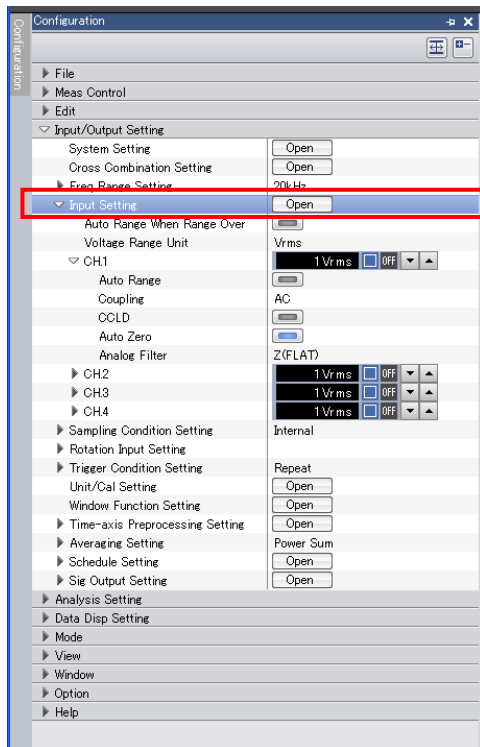 Configuration
Configuration
File
Meas Control
Edit
Input/Output Setting
System Setting Open
Cross Combination Setting Open
Freq Range Setting 20kHz
Input Setting Open
Auto Range When Range Over
Voltage Range Unit Vrms
CH.1 1Vrms OFF
Auto Range
Coupling AC
CCLD
Auto Zero
Analog Filter Z(FLAT)
CH.2 1Vrms OFF
CH.3 1Vrms OFF
CH.4 1Vrms OFF
Sampling Condition Setting Internal
Rotation Input Setting
Trigger Condition Setting Repeat
Unit/Cal Setting Open
Window Function Setting Open
Time-axis Preprocessing Setting Open
Averaging Setting Power Sum
Schedule Setting Open
Sig Output Setting Open
Analysis Setting
Data Disp Setting
Mode
View
Window
Option
Help